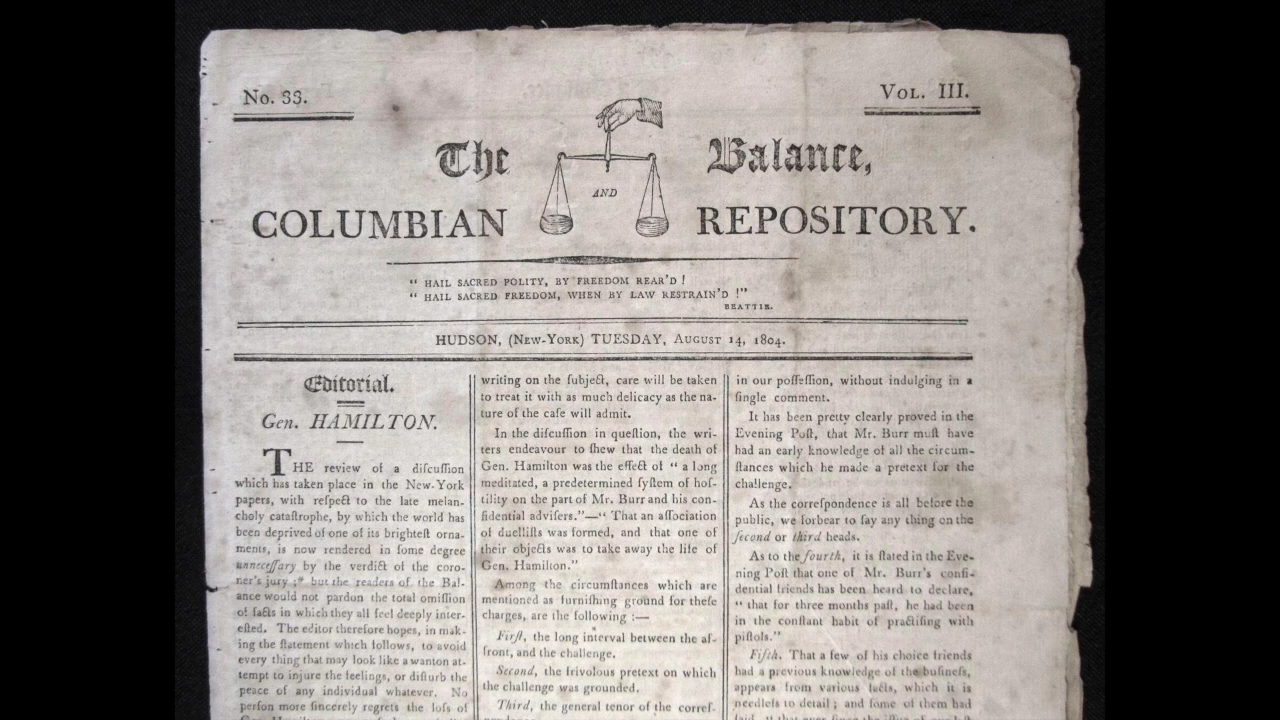 No. 33.
VOL. III.
The Balance,
AND
COLUMBIAN REPOSITORY.
“ HAIL SACRED POLITY, BY FREEDOM REAR'D !
“ HAIL SACRED FREEDOM, WHEN BY LAW RESTRAIN'D !”
BEATTIE.
HUDSON, (NEW-YORK) TUESDAY, AUGUST 14, 1804.
Editorial.
Gen. HAMILTON.
THE review of a diſcuſſion
which has taken place in the New-York
papers, with reſpect to the late melan-
choly cataſtrophe, by which the world has
been deprived of one of its brighteſt orna-
ments, is now rendered in ſome degree
unneceſſary by the verdict of the coro-
ner's jury ;* but the readers of the Bal-
ance would not pardon the total omiſſion
of facts in which they all feel deeply inter-
eſted. The editor therefore hopes, in mak-
ing the ſtatement which follows, to avoid
every thing that may look like a wanton at-
tempt to injure the feelings, or diſturb the
peace of any individual whatever. No
perſon more ſincerely regrets the loſs of
Gen. Hamilton
writing on the ſubject, care will be taken
to treat it with as much delicacy as the na-
ture of the caſe will admit.
In the diſcuſſion in queſtion, the wri-
ters endeavour to ſhew that the death of
Gen. Hamilton was the effect of “ a long
meditated, a predetermined ſyſtem of hoſ-
tility on the part of Mr. Burr and his con-
fidential adviſers.”—“ That an aſſociation
of duelliſts was formed, and that one of
their objects was to take away the life of
Gen. Hamilton.”
Among the circumſtances which are
mentioned as furniſhing ground for theſe
charges, are the following :—
Firſt, the long interval between the af-
front, and the challenge.
Second, the frivolous pretext on which
the challenge was grounded.
Third, the general tenor of the correſ-
in our poſſeſſion, without indulging in a
ſingle comment.
It has been pretty clearly proved in the
Evening Poſt, that Mr. Burr muſt have
had an early knowledge of all the circum-
ſtances which he made a pretext for the
challenge.
As the correſpondence is all before the
public, we forbear to ſay any thing on the
ſecond or third heads.
As to the fourth, it is ſtated in the Eve-
ning Poſt that one of Mr. Burr's confi-
dential friends has been heard to declare,
“ that for three months paſt, he had been
in the conſtant habit of practiſing with
piſtols.”
Fifth. That a few of his choice friends
had a previous knowledge of the buſineſs,
appears from various facts, which it is
needleſs to detail ; and ſome of them had